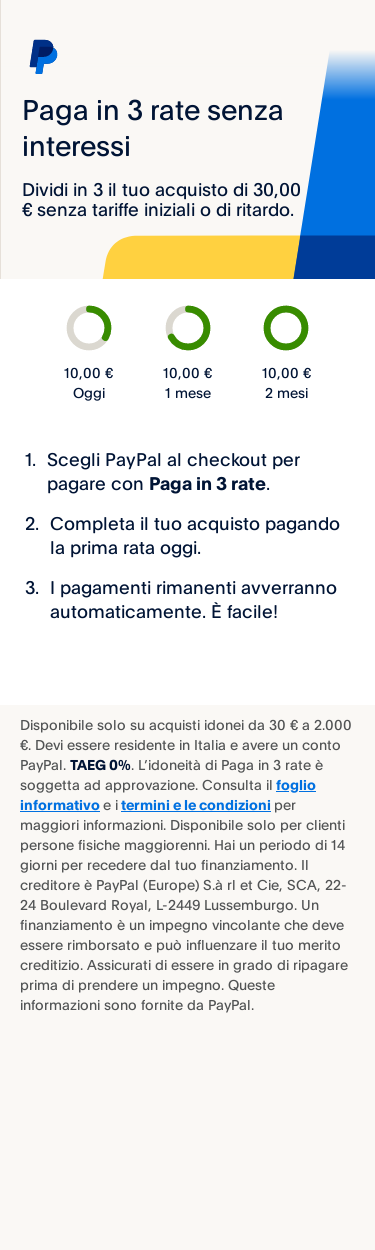 Paga in 3 rate senza
interessi
Dividi in 3 il tuo acquisto di 30,00
€ senza tariffe iniziali o di ritardo.
10,00 € 10,00 € 10,00 €
Oggi 1 mese 2 mesi
1. Scegli PayPal al checkout per
pagare con Paga in 3 rate.
2. Completa il tuo acquisto pagando
la prima rata oggi.
3. I pagamenti rimanenti avverranno
automaticamente. È facile!
Disponibile solo su acquisti idonei da 30 € a 2.000
€. Devi essere residente in Italia e avere un conto
PayPal. TAEG 0%. L’idoneità di Paga in 3 rate è
soggetta ad approvazione. Consulta il foglio
informativo e i termini e le condizioni per
maggiori informazioni. Disponibile solo per clienti
persone fisiche maggiorenni. Hai un periodo di 14
giorni per recedere dal tuo finanziamento. Il
creditore è PayPal (Europe) S.à rl et Cie, SCA, 22-
24 Boulevard Royal, L-2449 Lussemburgo. Un
finanziamento è un impegno vincolante che deve
essere rimborsato e può influenzare il tuo merito
creditizio. Assicurati di essere in grado di ripagare
prima di prendere un impegno. Queste
informazioni sono fornite da PayPal.